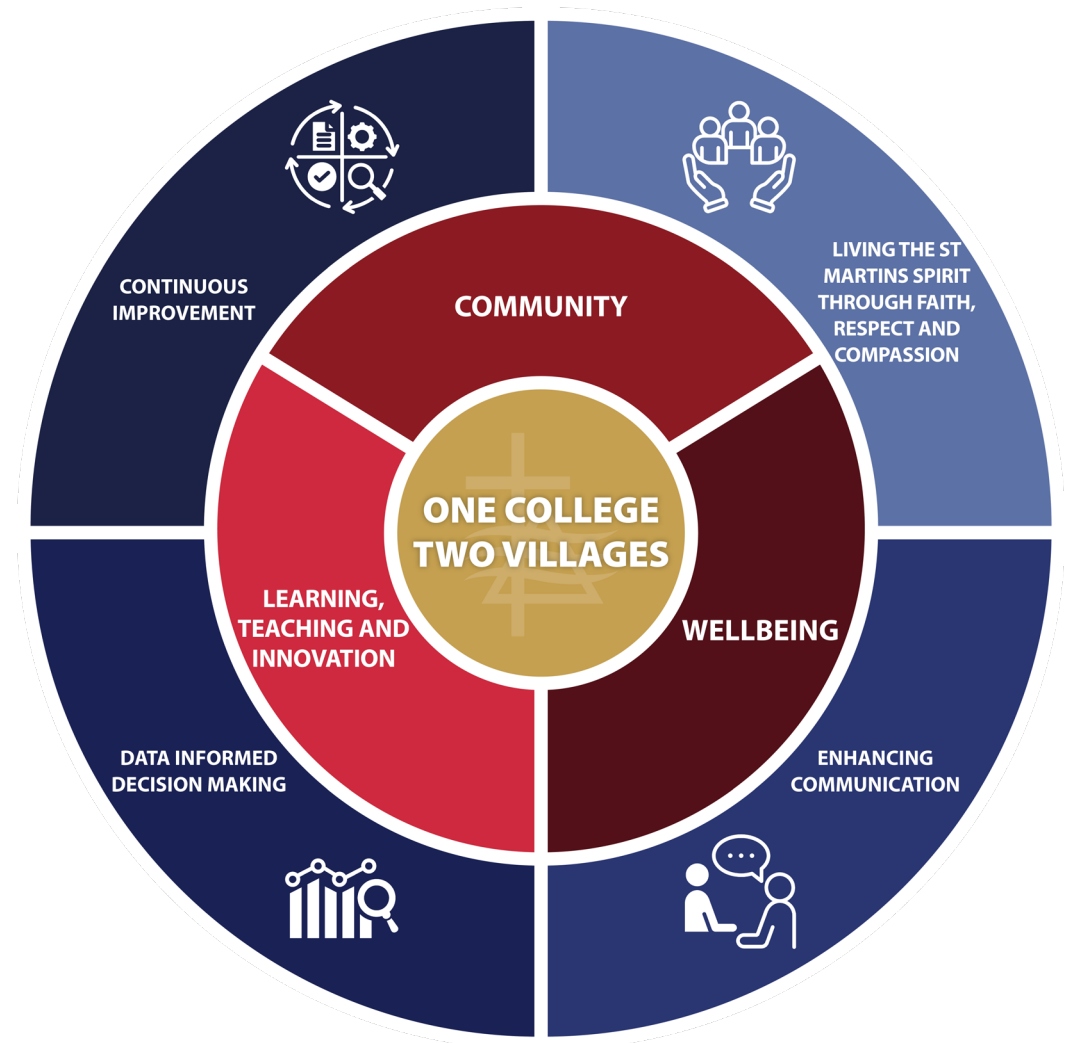 CONTINUOUS
IMPROVEMENT
LIVING THE ST
MARTINS SPIRIT
THROUGH FAITH,
RESPECT AND
COMPASSION
COMMUNITY
ONE COLLEGE
TWO VILLAGES
LEARNING,
TEACHING AND
INNOVATION
WELLBEING
DATA INFORMED
DECISION MAKING
ENHANCING
COMMUNICATION